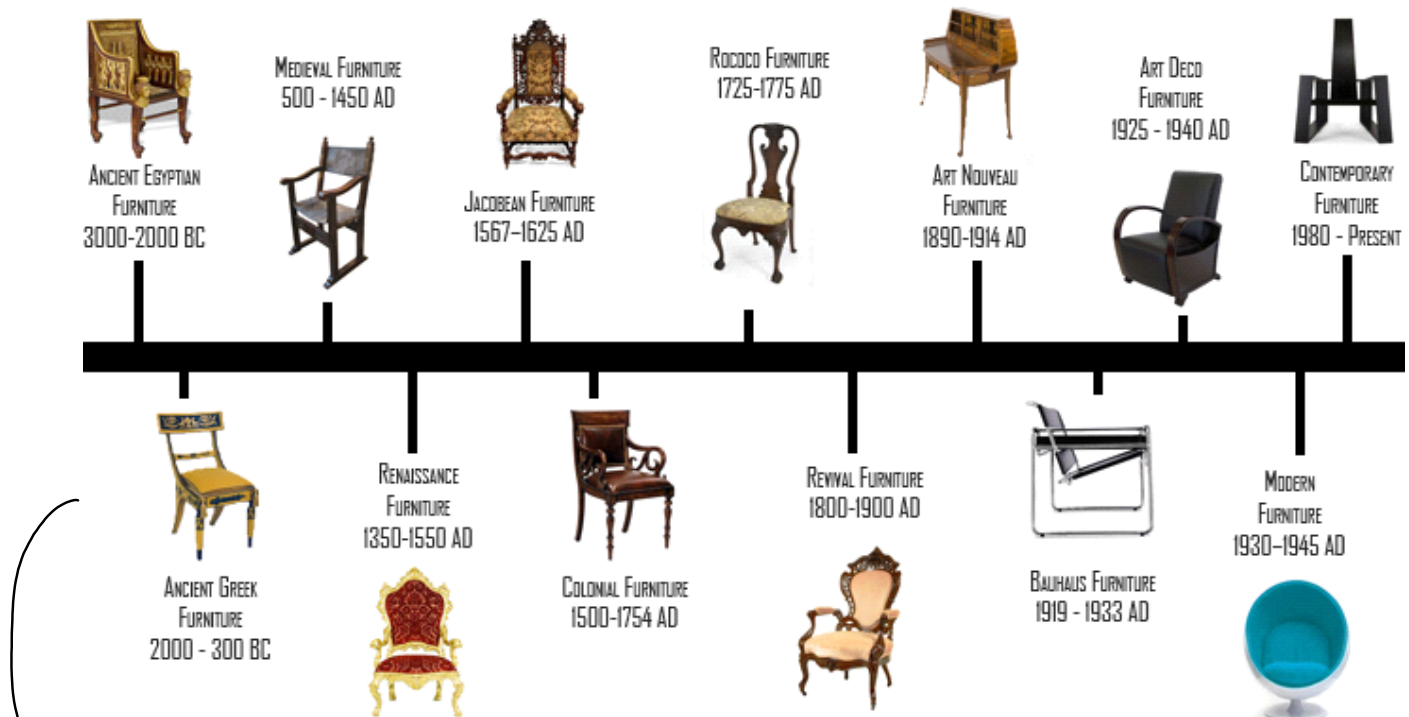 Ancient Egyptian
Furniture
3000-2000 BC
Medieval Furniture
500 - 1450 AD
Jacobean Furniture
1567–1625 AD
Rococo Furniture
1725-1775 AD
Art Nouveau
Furniture
1890-1914 AD
Art Deco
Furniture
1925 - 1940 AD
Contemporary
Furniture
1980 - Present
Ancient Greek
Furniture
2000 - 300 BC
Renaissance
Furniture
1350-1550 AD
Colonial Furniture
1500-1754 AD
Revival Furniture
1800-1900 AD
Bauhaus Furniture
1919 - 1933 AD
Modern
Furniture
1930–1945 AD